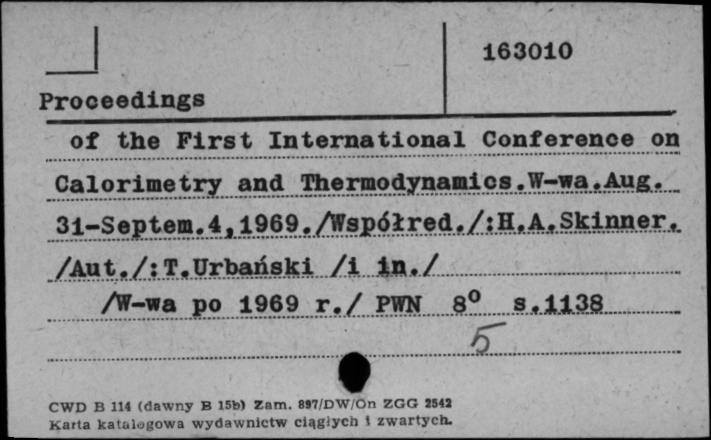 163010
Proceedings
of the First International Conference on
Calorimetry and Thermodynamics.W-wa.Aug.
31-Septem.4,1969./Współred./:H.A.Skinner.
/Aut./:T.Urbański /i in./
/W-wa po 1969 r./ PWN 8° s.1138
5
CWD B 114 (dawny B 15b) Zam. 897/DW/On ZGG 2542
Karta katalogowa wydawnictw ciągłych i zwartych.